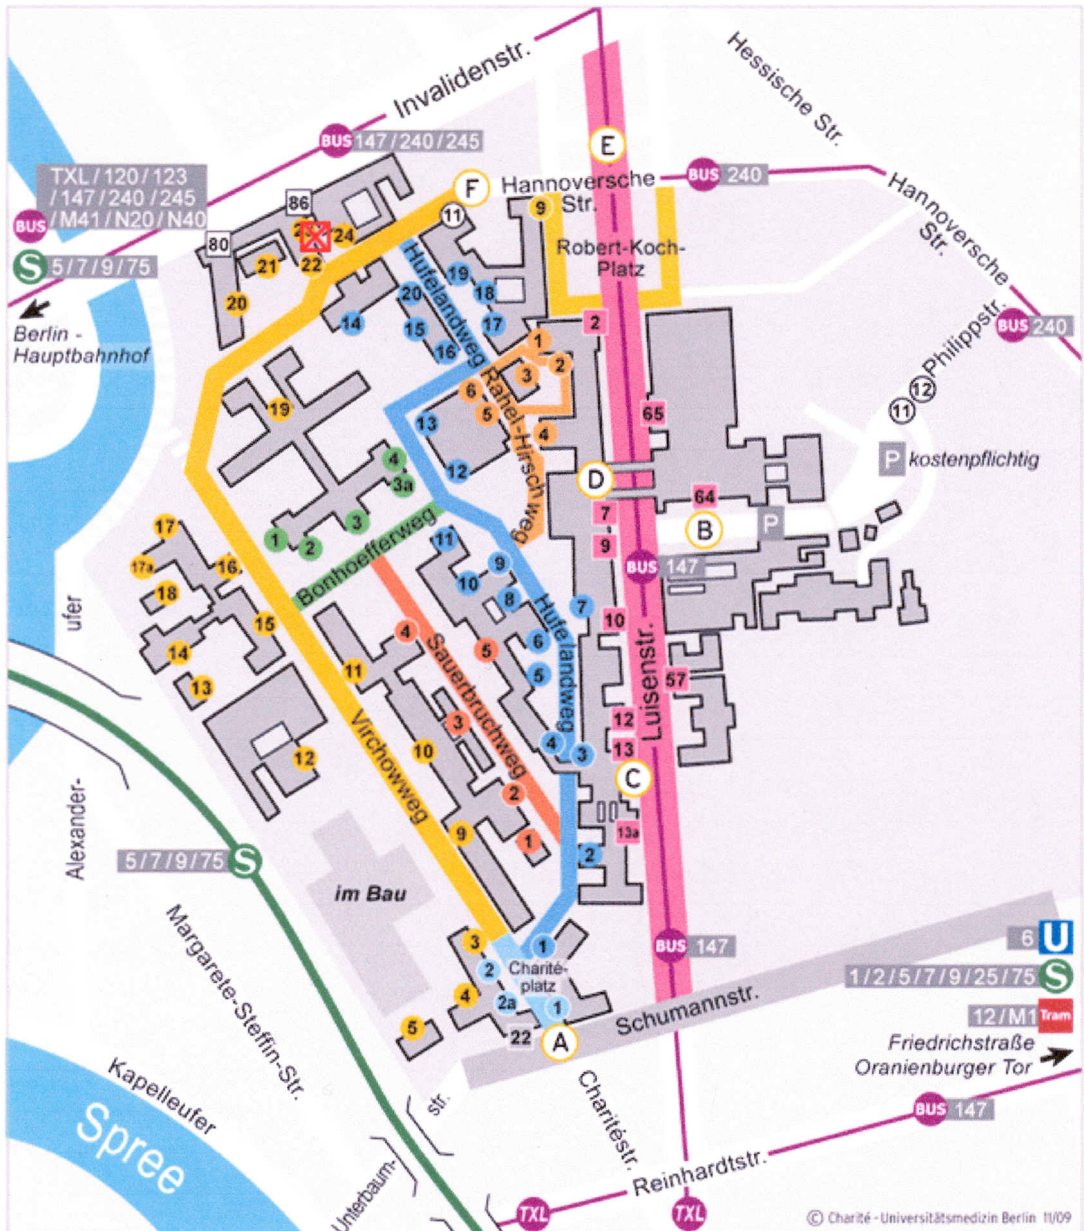 Invalidenstr.
Hessische Str.
E
BUS 147/240/245
TXL/120/123
/147/240/245
/M41/N20/N40
BUS
S 5/7/9/75
Berlin -
Hauptbahnhof
F
Hannoversche
Str.
BUS 240
Hannoversche
Str.
86
80
24
22
21
20
11
9
Robert-Koch-
Platz
Hufelandweg
19
18
17
20
15
16
14
2
BUS 240
Philippstr.
12
11
1
2
3
4
5
6
Rahel-Hirsch weg
19
13
12
65
D
P kostenpflichtig
4
3a
3
2
1
Bonhoefferweg
64
7
B
P
9
BUS 147
17
17a
16
18
15
14
13
12
11
10
9
8
7
6
5
4
3
Hufelandweg
10
57
12
13
C
13a
Luisenstr.
4
5
3
2
1
Sauerbruchweg
11
10
9
Virchowweg
2
ufer
Alexander-
5/7/9/75 S
im Bau
Margarete-Steffin-Str.
BUS 147
6 U
1/2/5/7/9/25/75 S
12/M1 Tram
Friedrichstraße
Oranienburger Tor
3
2
1
Charité-
platz
4
2a
1
5
22
A
Schumannstr.
Kapelleufer
Spree
str.
Charitéstr.
BUS 147
Reinhardtstr.
Unterbaum-
TXL
TXL
© Charité - Universitätsmedizin Berlin 11/09